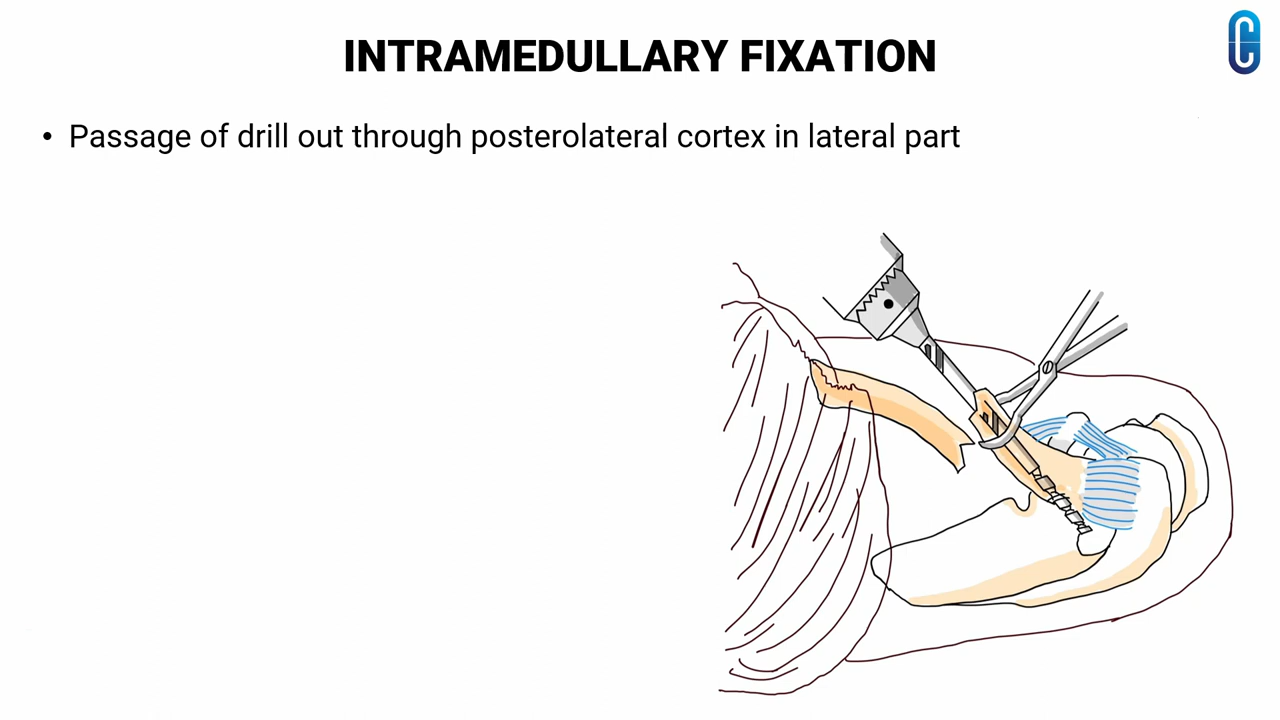 INTRAMEDULLARY FIXATION
• Passage of drill out through posterolateral cortex in lateral part